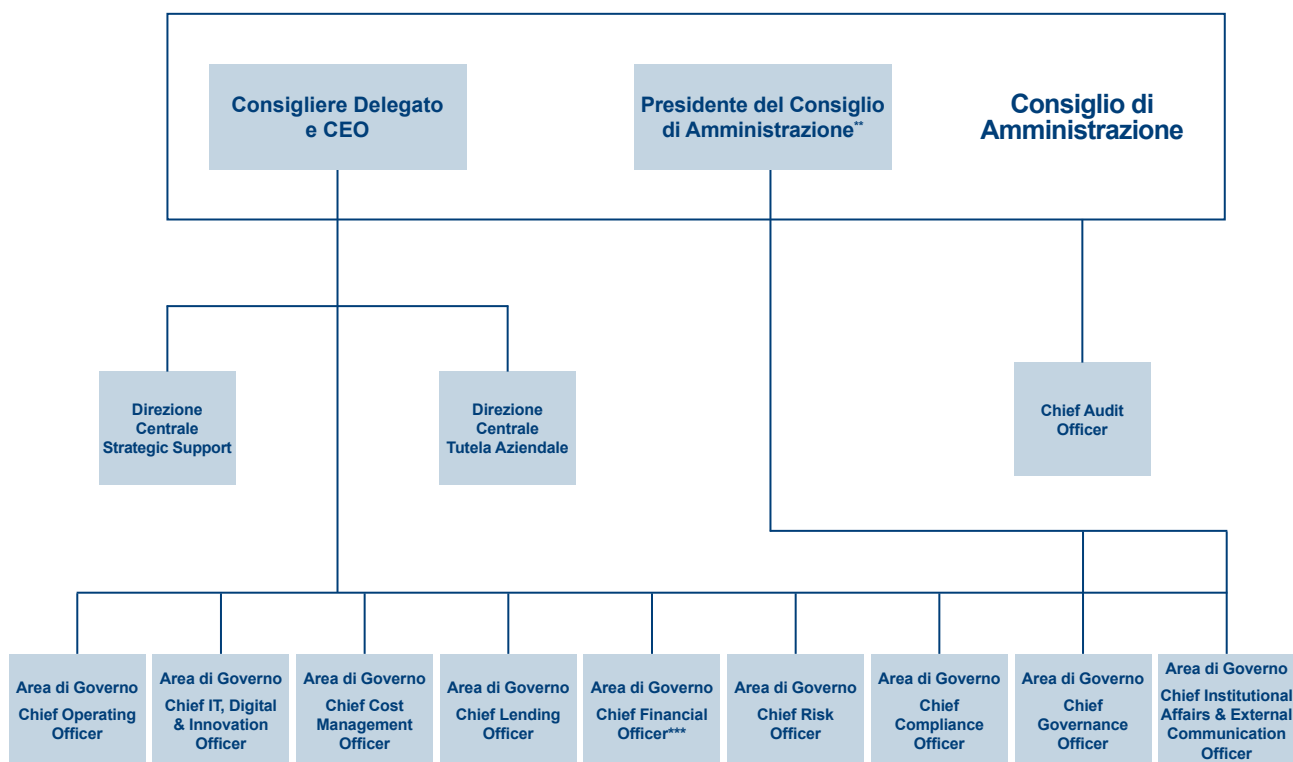 Consigliere Delegato
e CEO
Presidente del Consiglio
di Amministrazione**
Consiglio di
Amministrazione
Direzione
Centrale
Strategic Support
Direzione
Centrale
Tutela Aziendale
Chief Audit
Officer
Area di Governo
Chief Operating
Officer
Area di Governo
Chief IT, Digital
& Innovation
Officer
Area di Governo
Chief Cost
Management
Officer
Area di Governo
Chief Lending
Officer
Area di Governo
Chief Financial
Officer***
Area di Governo
Chief Risk
Officer
Area di Governo
Chief
Compliance
Officer
Area di Governo
Chief
Governance
Officer
Area di Governo
Chief Institutional
Affairs & External
Communication
Officer